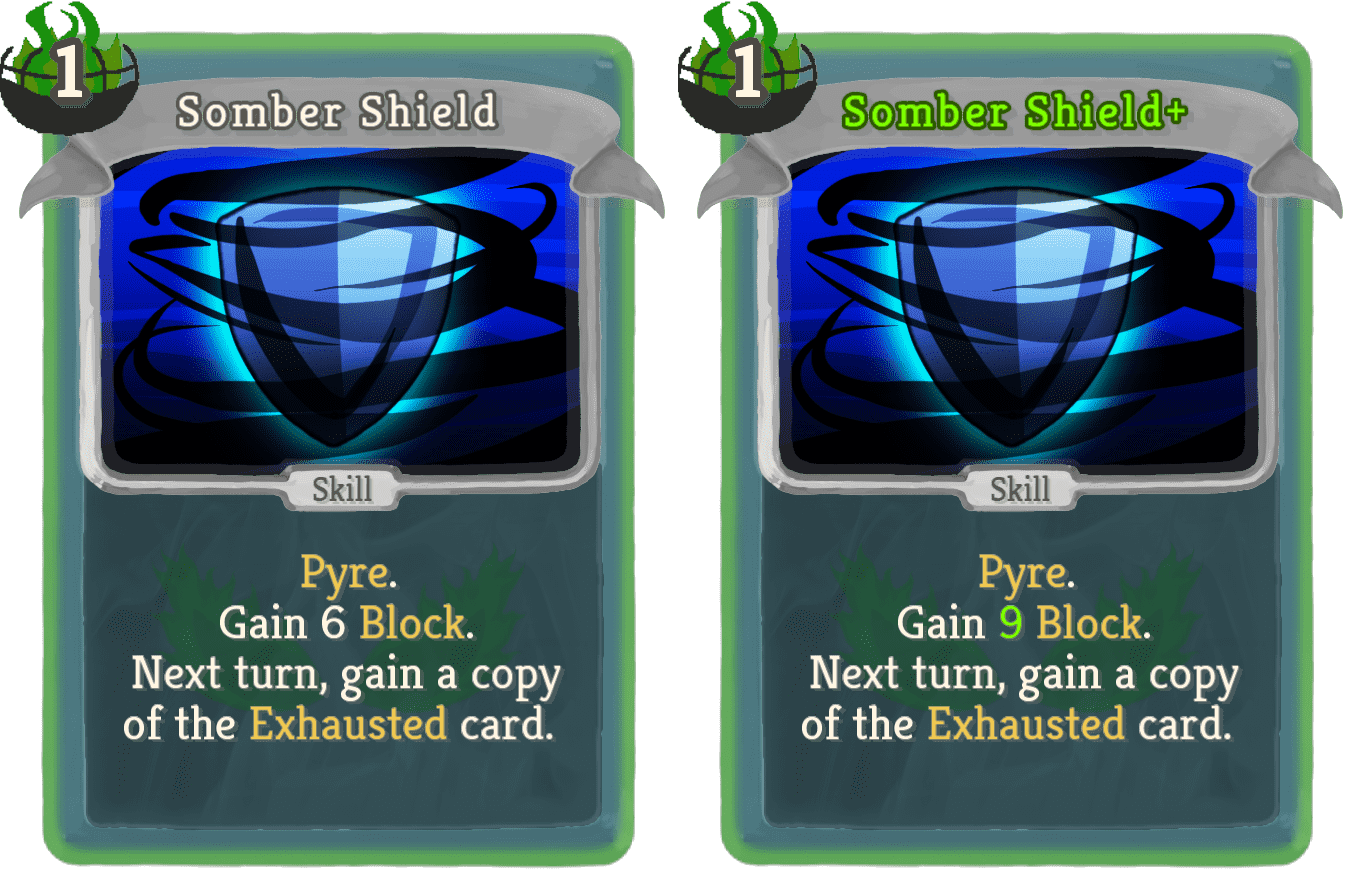 1
Somber Shield
Skill
Pyre.
Gain 6 Block.
Next turn, gain a copy
of the Exhausted card.
1
Somber Shield+
Skill
Pyre.
Gain 9 Block.
Next turn, gain a copy
of the Exhausted card.